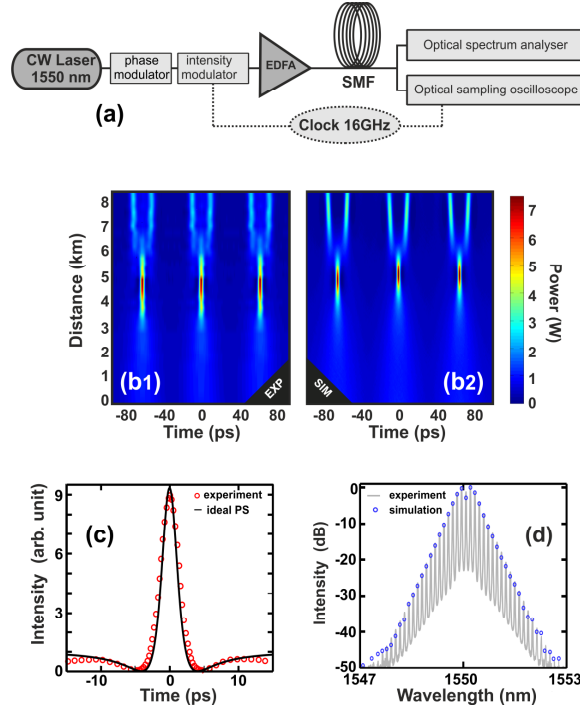 CW Laser
1550 nm
phase
modulator
intensity
modulator
EDFA
SMF
Optical spectrum analyser
Optical sampling oscilloscope
Clock 16GHz
(a)
Distance (km)
8
7
6
5
4
3
2
1
0
(b1)
EXP
-80 -40 0 40 80
Time (ps)
SIM
(b2)
-80 -40 0 40 80
Time (ps)
7
6
5
4
3
2
1
0
Power (W)
Intensity (arb. unit)
9
6
3
1
0
(c)
experiment
ideal PS
-10 0 10
Time (ps)
Intensity (dB)
0
-10
-20
-30
-40
-50
experiment
simulation
(d)
1547 1550 1553
Wavelength (nm)